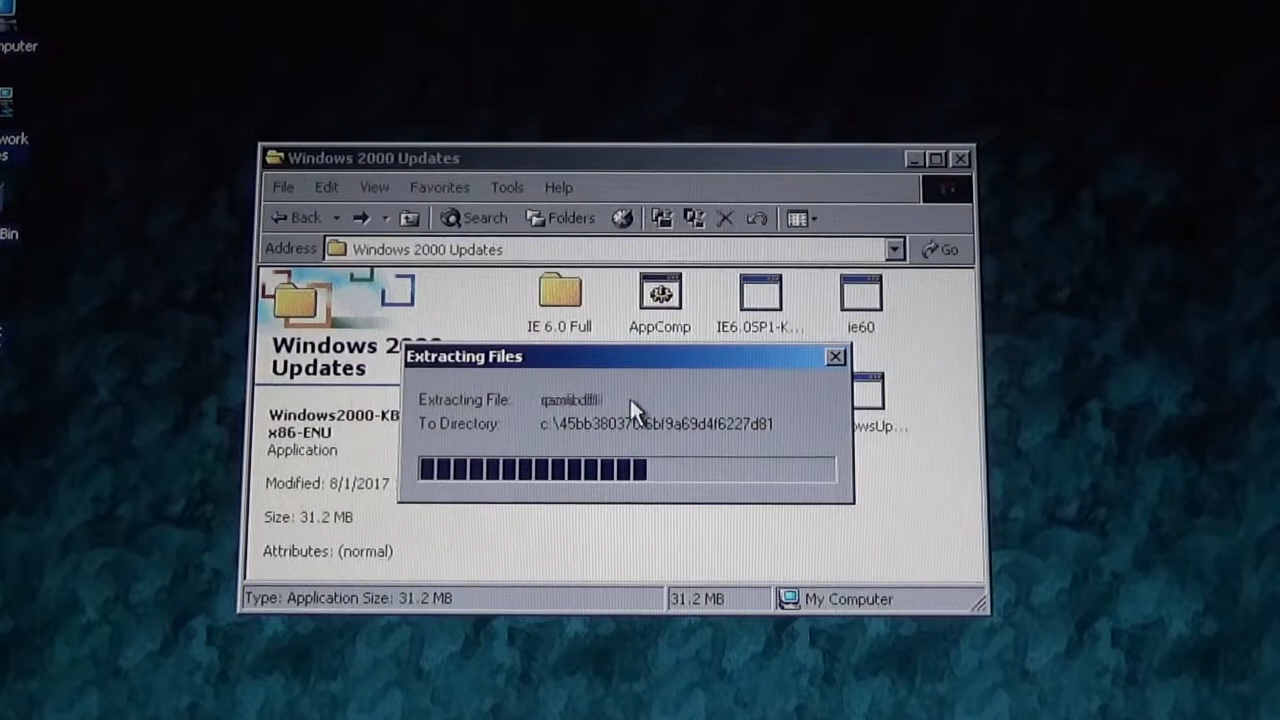 mputer
work
es
Bin
Windows 2000 Updates
File Edit View Favorites Tools Help
Back Search Folders
Address Windows 2000 Updates Go
IE 6.0 Full AppComp IE6.0SP1-K... ie60
Windows 2000
Updates
Windows2000-KB
x86-ENU
Application
Modified: 8/1/2017
Size: 31.2 MB
Attributes: (normal)
owsUp...
Extracting Files
Extracting File:
To Directory:
Type: Application Size: 31.2 MB 31.2 MB My Computer